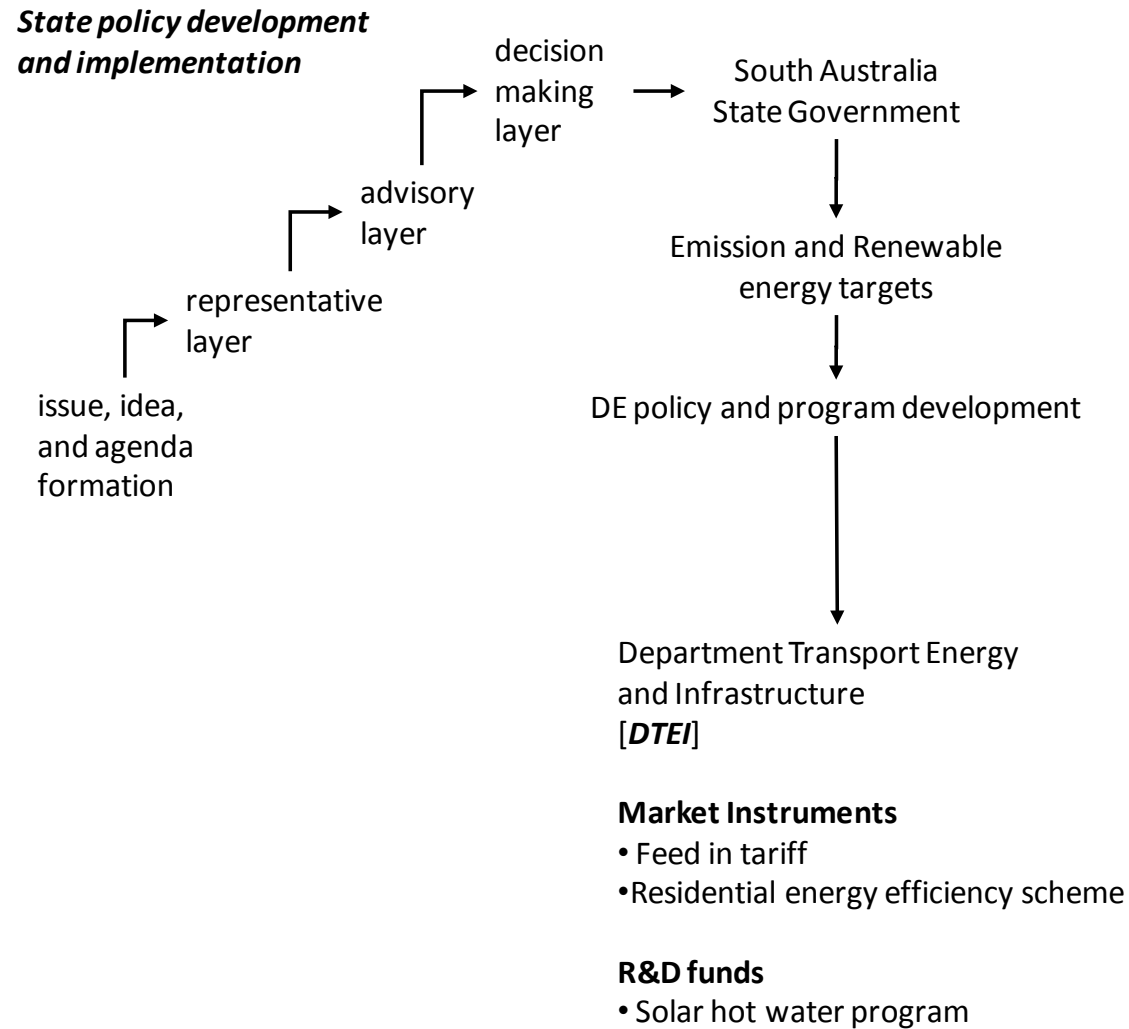 State policy development
and implementation
decision
making
layer
South Australia
State Government
advisory
layer
Emission and Renewable
energy targets
representative
layer
issue, idea,
and agenda
formation
DE policy and program development
Department Transport Energy
and Infrastructure
[DTEI]
Market Instruments
• Feed in tariff
•Residential energy efficiency scheme
R&D funds
• Solar hot water program